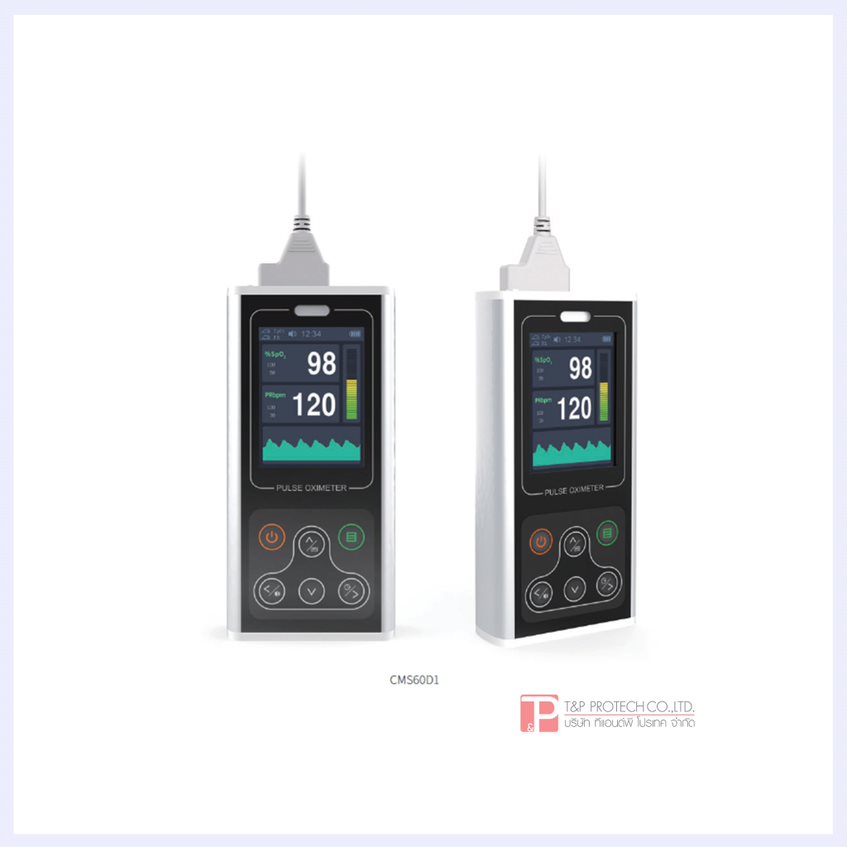 12:34
%SpO₂
98
100
PRbpm
120
PULSE OXIMETER
12:34
%SpO₂
98
PRbpm
120
PULSE OXIMETER
CMS60D1
T&P
T&P PROTECH CO.,LTD.
บริษัท ทีแอนด์พี โปรเทค จำกัด